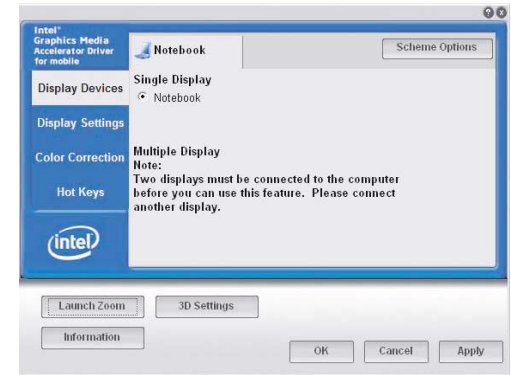 Intel®
Graphics Media
Accelerator Driver
for mobile
Notebook
Scheme Options
Display Devices
Display Settings
Color Correction
Hot Keys
intel
Single Display
Notebook
Multiple Display
Note:
Two displays must be connected to the computer
before you can use this feature. Please connect
another display.
Launch Zoom
3D Settings
Information
OK
Cancel
Apply